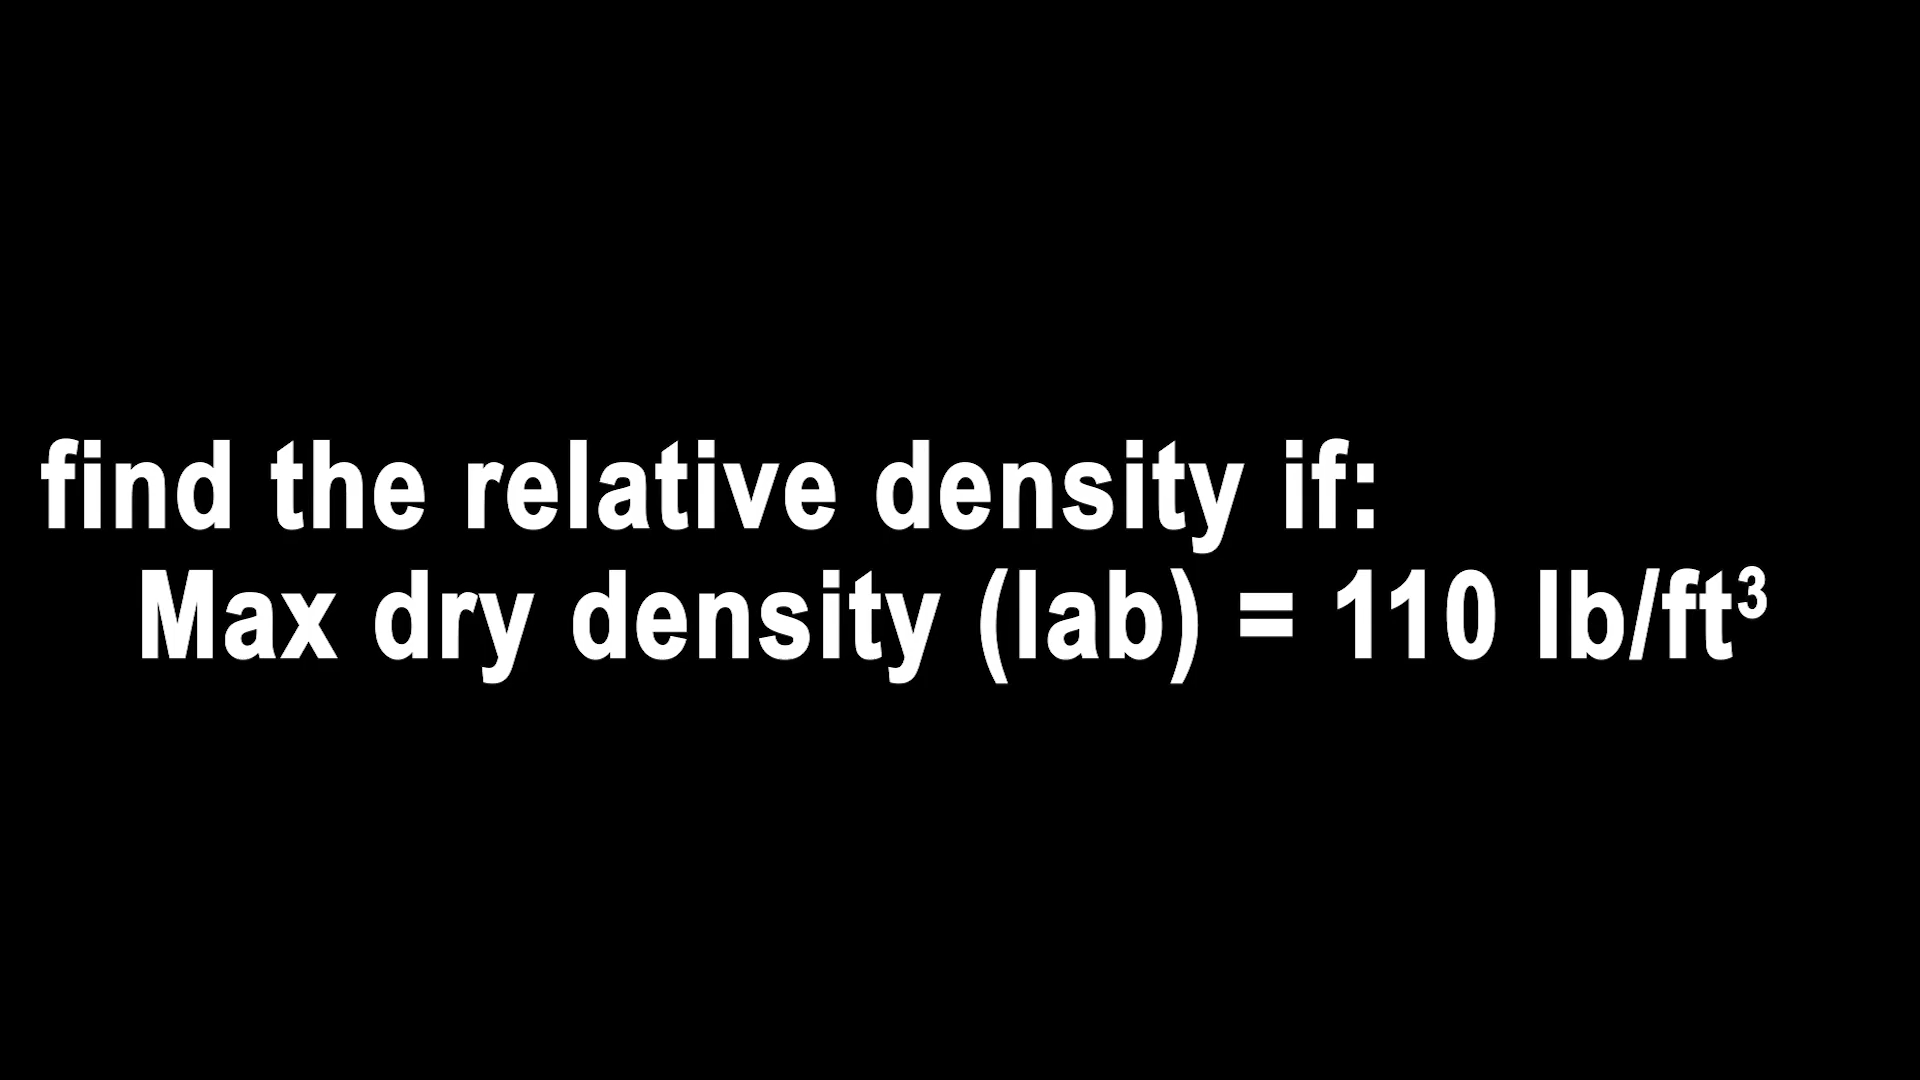 find the relative density if:
Max dry density (lab) = 110 lb/ft³